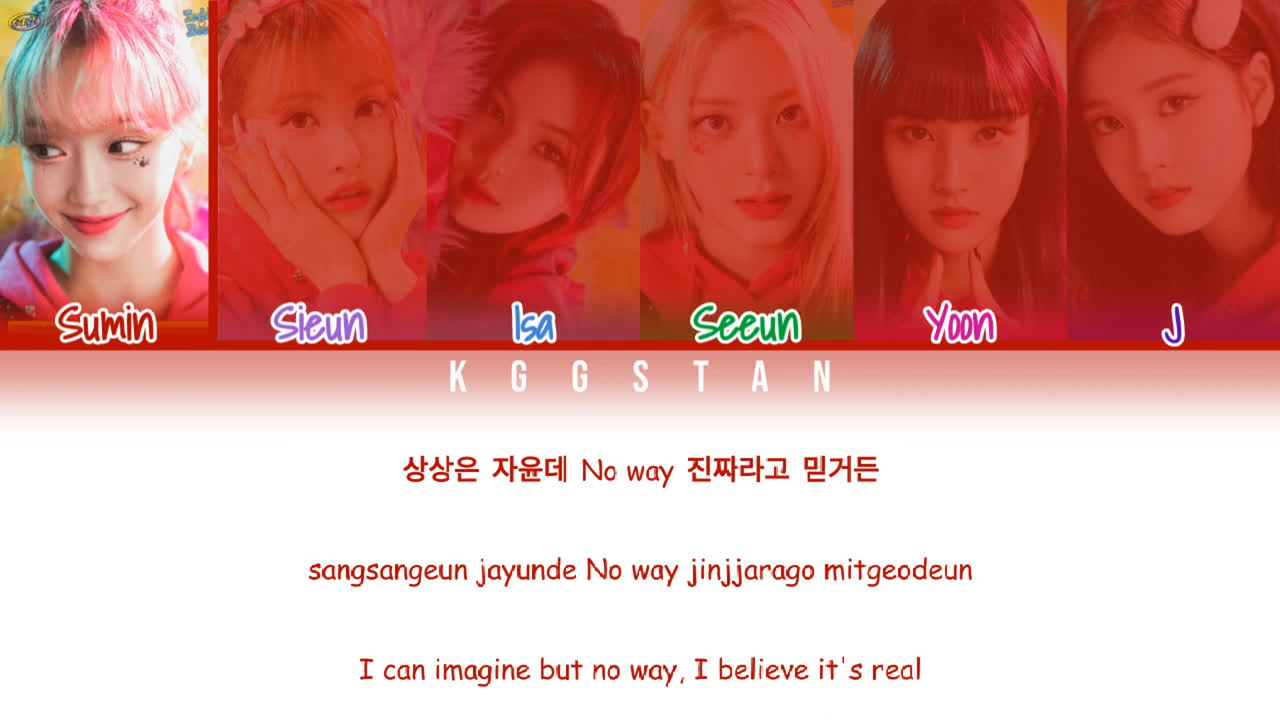 Sumin Sieun Isa Seeun Yoon J
KGGSTAN
상상은 자윤데 No way 진짜라고 믿거든
sangsangeun jayunde No way jinjjarago mitgeodeun
I can imagine but no way, I believe it's real